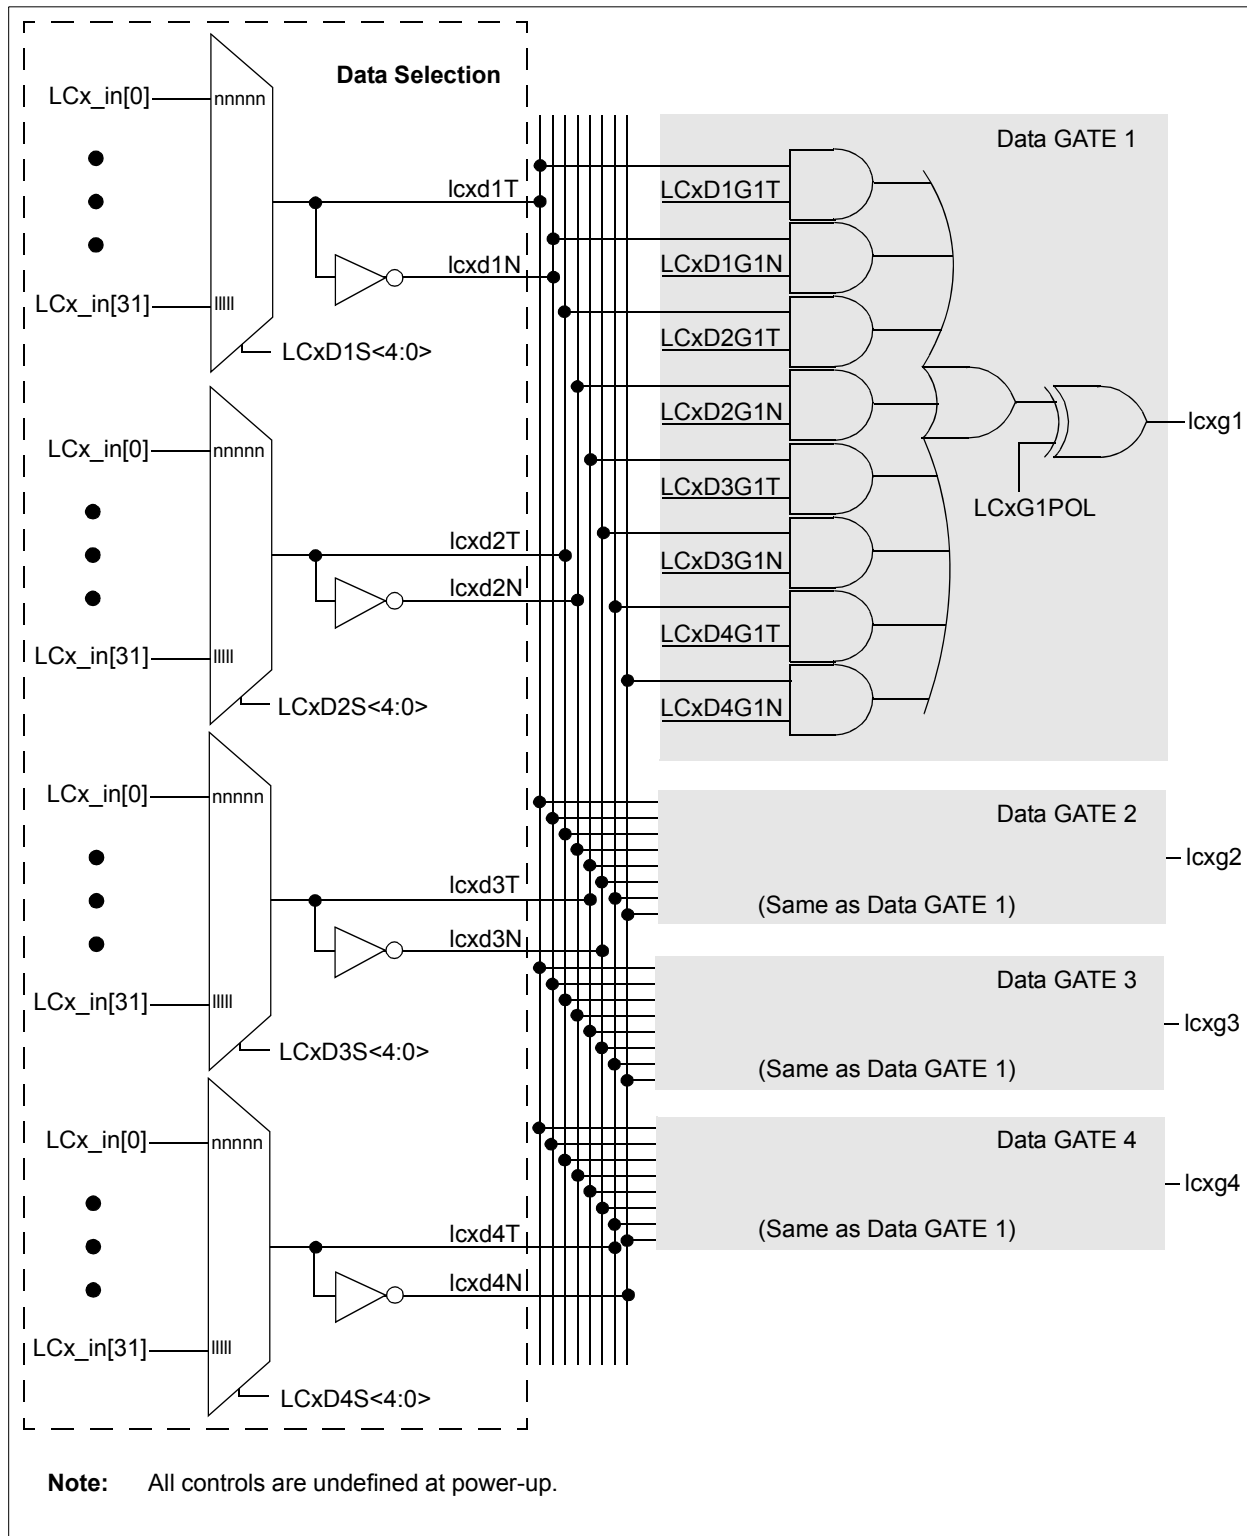 Data Selection
LCx_in[0]
nnnnn
LCx_in[31]
lllll
LCxD1S<4:0>
lcxd1T
lcxd1N
LCx_in[0]
nnnnn
LCx_in[31]
lllll
LCxD2S<4:0>
lcxd2T
lcxd2N
LCx_in[0]
nnnnn
LCx_in[31]
lllll
LCxD3S<4:0>
lcxd3T
lcxd3N
LCx_in[0]
nnnnn
LCx_in[31]
lllll
LCxD4S<4:0>
lcxd4T
lcxd4N
Data GATE 1
LCxD1G1T
LCxD1G1N
LCxD2G1T
LCxD2G1N
LCxD3G1T
LCxD3G1N
LCxD4G1T
LCxD4G1N
LCxG1POL
lcxg1
Data GATE 2
(Same as Data GATE 1)
lcxg2
Data GATE 3
(Same as Data GATE 1)
lcxg3
Data GATE 4
(Same as Data GATE 1)
lcxg4
Note: All controls are undefined at power-up.